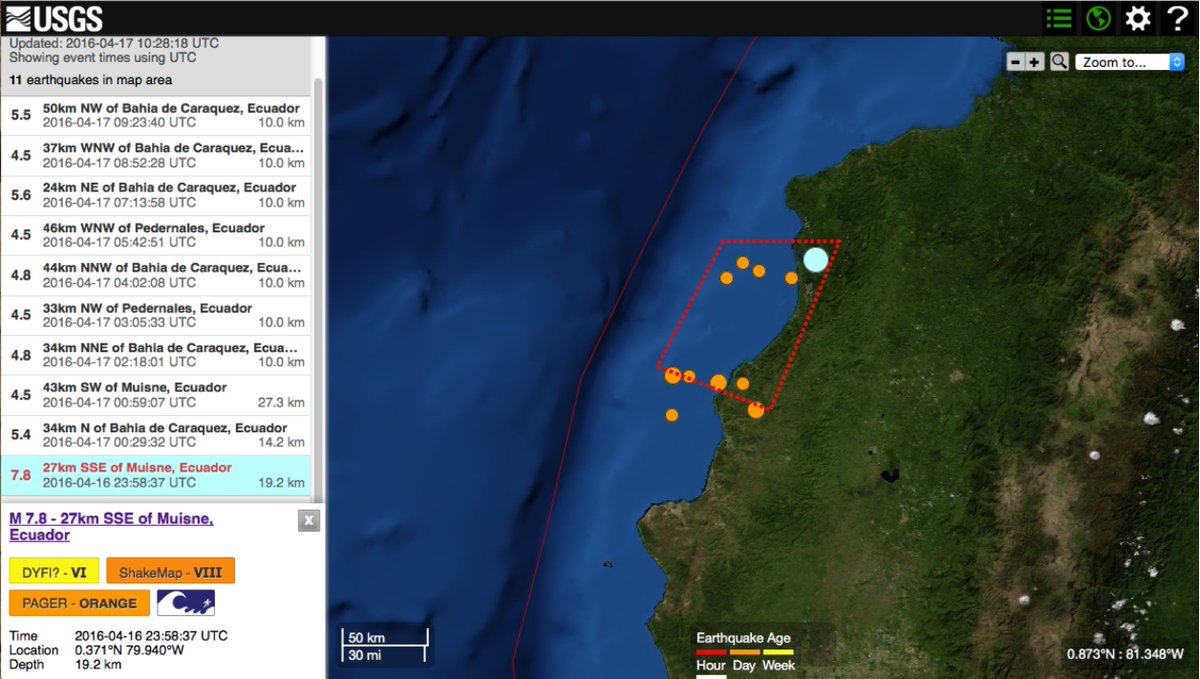 USGS
?
Updated: 2016-04-17 10:28:18 UTC
Showing event times using UTC
11 earthquakes in map area
5.5 50km NW of Bahia de Caraquez, Ecuador
2016-04-17 09:23:40 UTC 10.0 km
4.5 37km WNW of Bahia de Caraquez, Ecua...
2016-04-17 08:52:28 UTC 10.0 km
5.6 24km NE of Bahia de Caraquez, Ecuador
2016-04-17 07:13:58 UTC 10.0 km
4.5 46km WNW of Pedernales, Ecuador
2016-04-17 05:42:51 UTC 10.0 km
4.8 44km NNW of Bahia de Caraquez, Ecua...
2016-04-17 04:02:08 UTC 10.0 km
4.5 33km NW of Pedernales, Ecuador
2016-04-17 03:05:33 UTC 10.0 km
4.8 34km NNE of Bahia de Caraquez, Ecua...
2016-04-17 02:18:01 UTC 10.0 km
4.5 43km SW of Muisne, Ecuador
2016-04-17 00:59:07 UTC 27.3 km
5.4 34km N of Bahia de Caraquez, Ecuador
2016-04-17 00:29:32 UTC 14.2 km
7.8 27km SSE of Muisne, Ecuador
2016-04-16 23:58:37 UTC 19.2 km
M 7.8 - 27km SSE of Muisne,
Ecuador
x
DYFI? - VI ShakeMap - VIII
PAGER - ORANGE
Time 2016-04-16 23:58:37 UTC
Location 0.371°N 79.940°W
Depth 19.2 km
- + Zoom to...
50 km
30 mi
Earthquake Age
Hour Day Week
0.873°N : 81.348°W